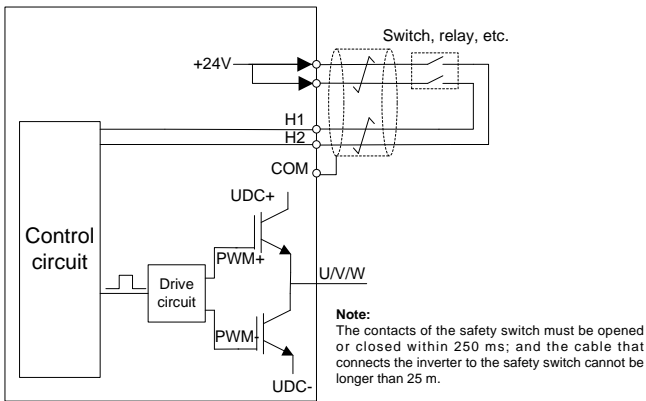 Switch, relay, etc.
+24V
H1
H2
COM
UDC+
Control
circuit
PWM+
Drive
circuit
U/V/W
PWM-
UDC-
Note:
The contacts of the safety switch must be opened
or closed within 250 ms; and the cable that
connects the inverter to the safety switch cannot be
longer than 25 m.